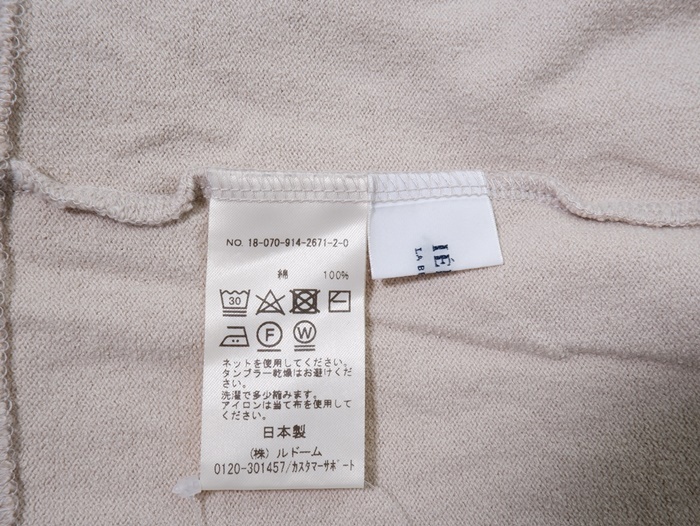 NO. 18-070-914-2671-2-0
綿 100%
30
F W
ネットを使用してください。
タンブラー乾燥はお避けくだ
さい。
洗濯で多少縮みます。
アイロンは当て布を使用して
ください。
日本製
(株) ルドーム
0120-301457/カスタマーサポート
IÉ
LA B